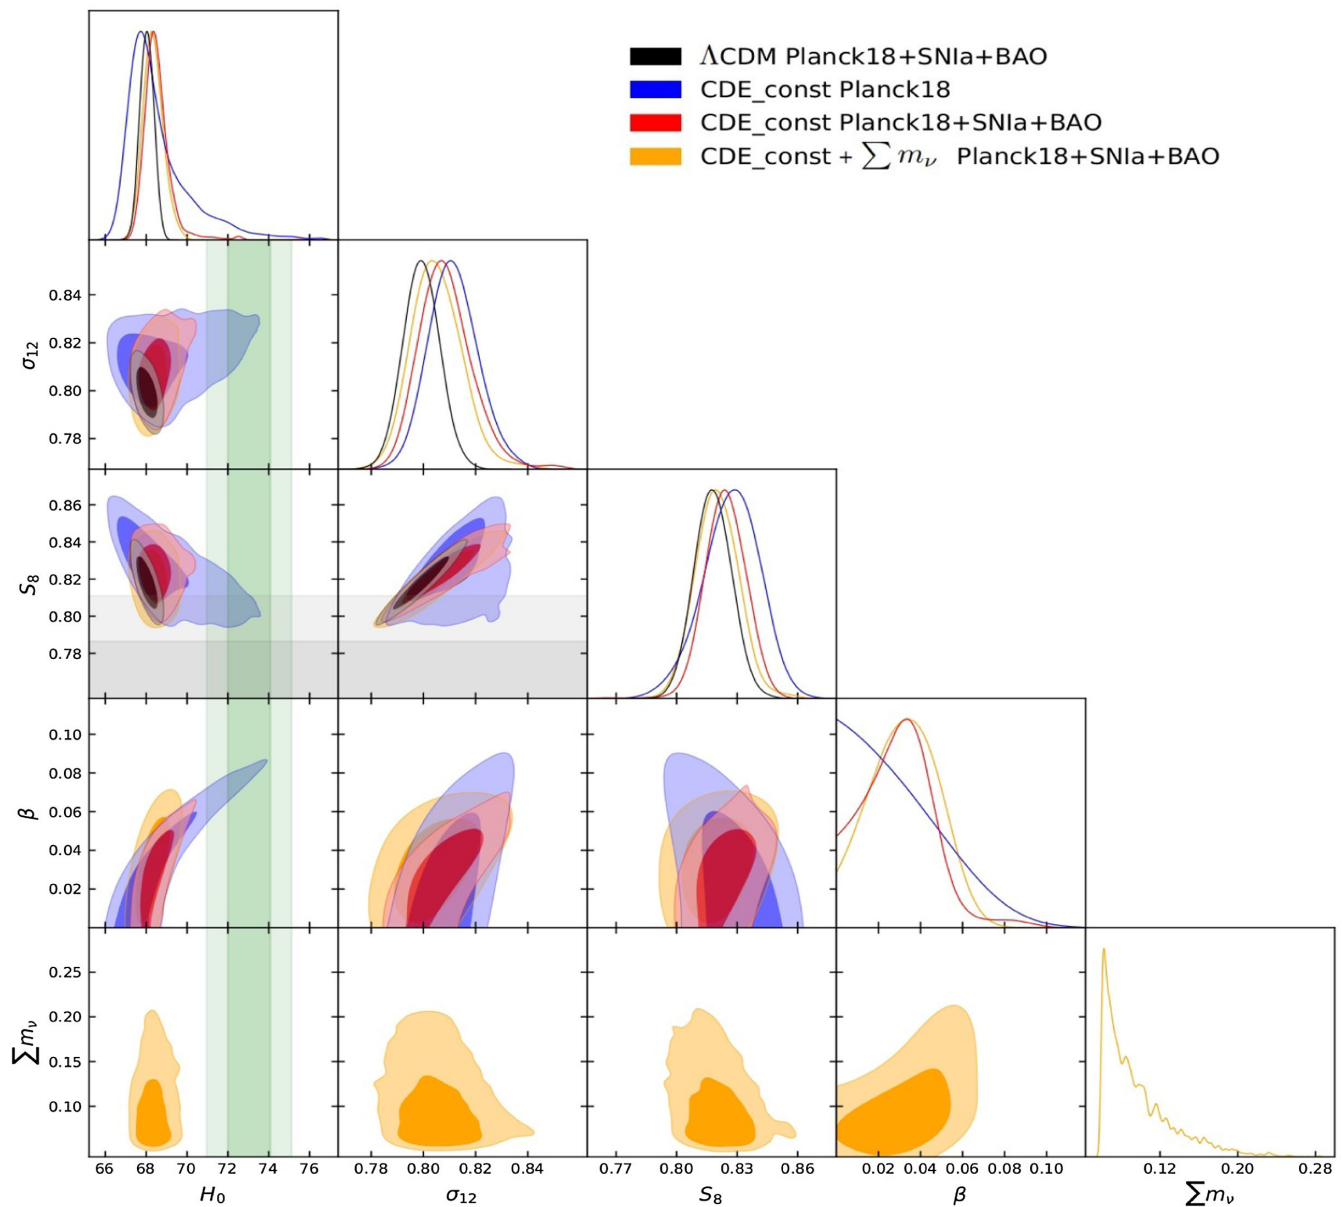 ΛCDM Planck18+SNIa+BAO
CDE_const Planck18
CDE_const Planck18+SNIa+BAO
CDE_const + ∑ m_ν Planck18+SNIa+BAO
0.84
0.82
0.80
0.78
σ₁₂
0.86
0.84
0.82
0.80
0.78
S₈
0.10
0.08
0.06
0.04
0.02
β
0.25
0.20
0.15
0.10
∑m_ν
66 68 70 72 74 76 0.78 0.80 0.82 0.84 0.77 0.80 0.83 0.86 0.02 0.04 0.06 0.08 0.10 0.12 0.20 0.28
H₀ σ₁₂ S₈ β ∑m_ν